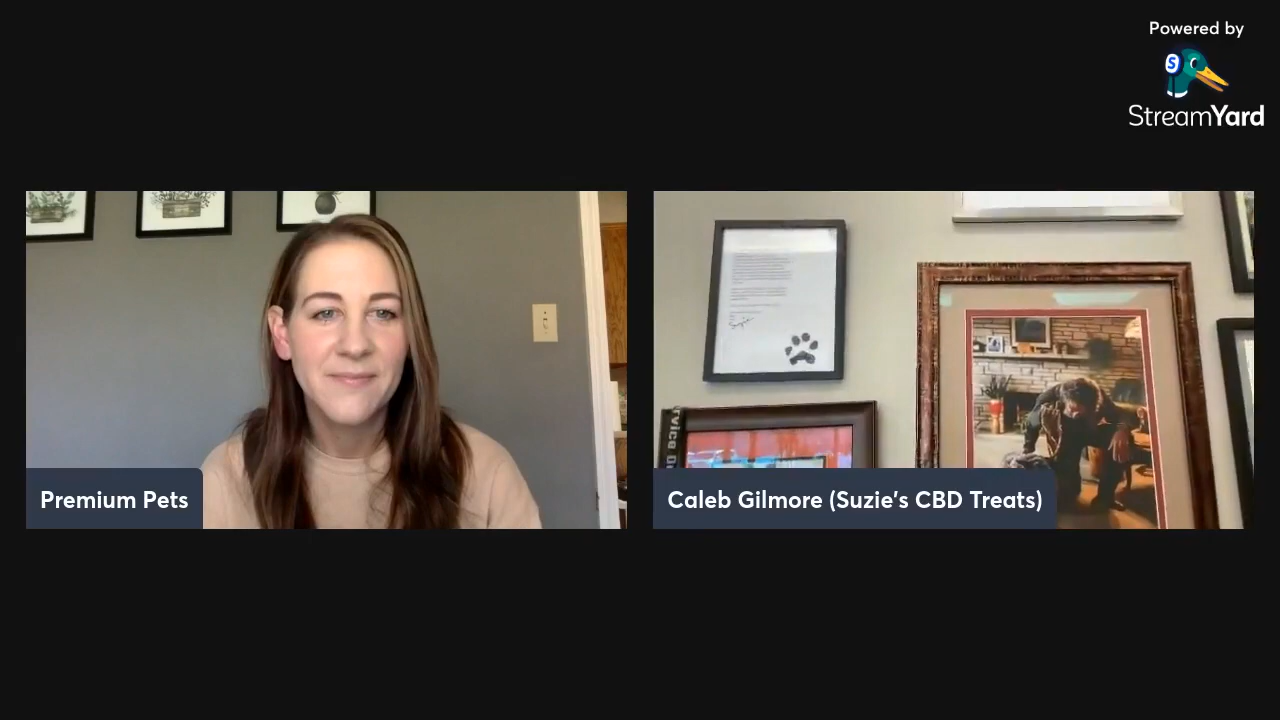 Powered by
S
StreamYard
Premium Pets
Caleb Gilmore (Suzie's CBD Treats)